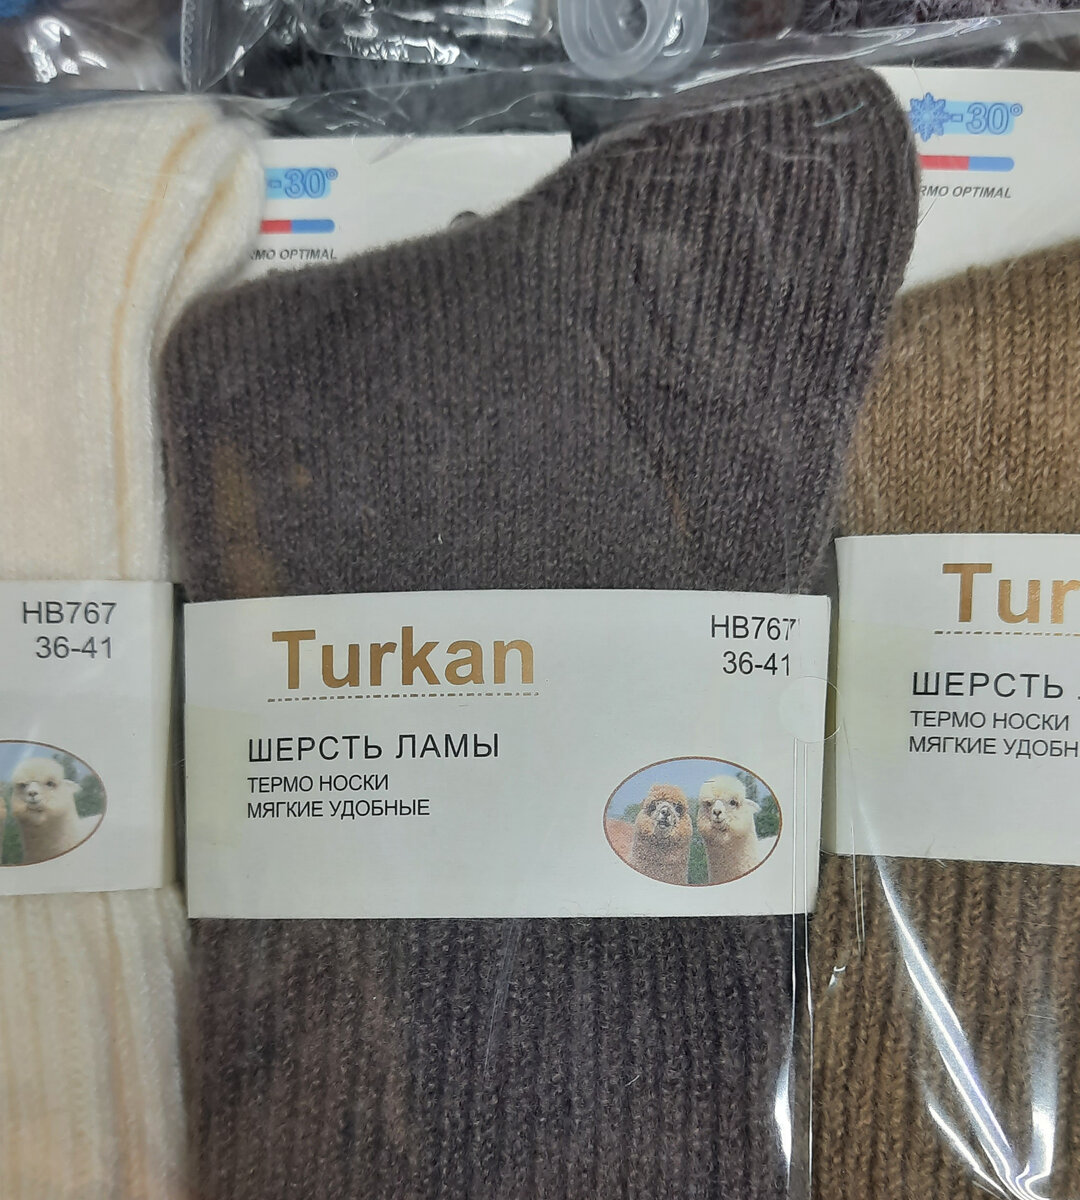 -30°
MO OPTIMAL
-30°
RMO OPTIMAL
HB767
36-41
Turkan
HB767
36-41
ШЕРСТЬ ЛАМЫ
ТЕРМО НОСКИ
МЯГКИЕ УДОБНЫЕ
Tur
ШЕРСТЬ
ТЕРМО НОСКИ
МЯГКИЕ УДОБН